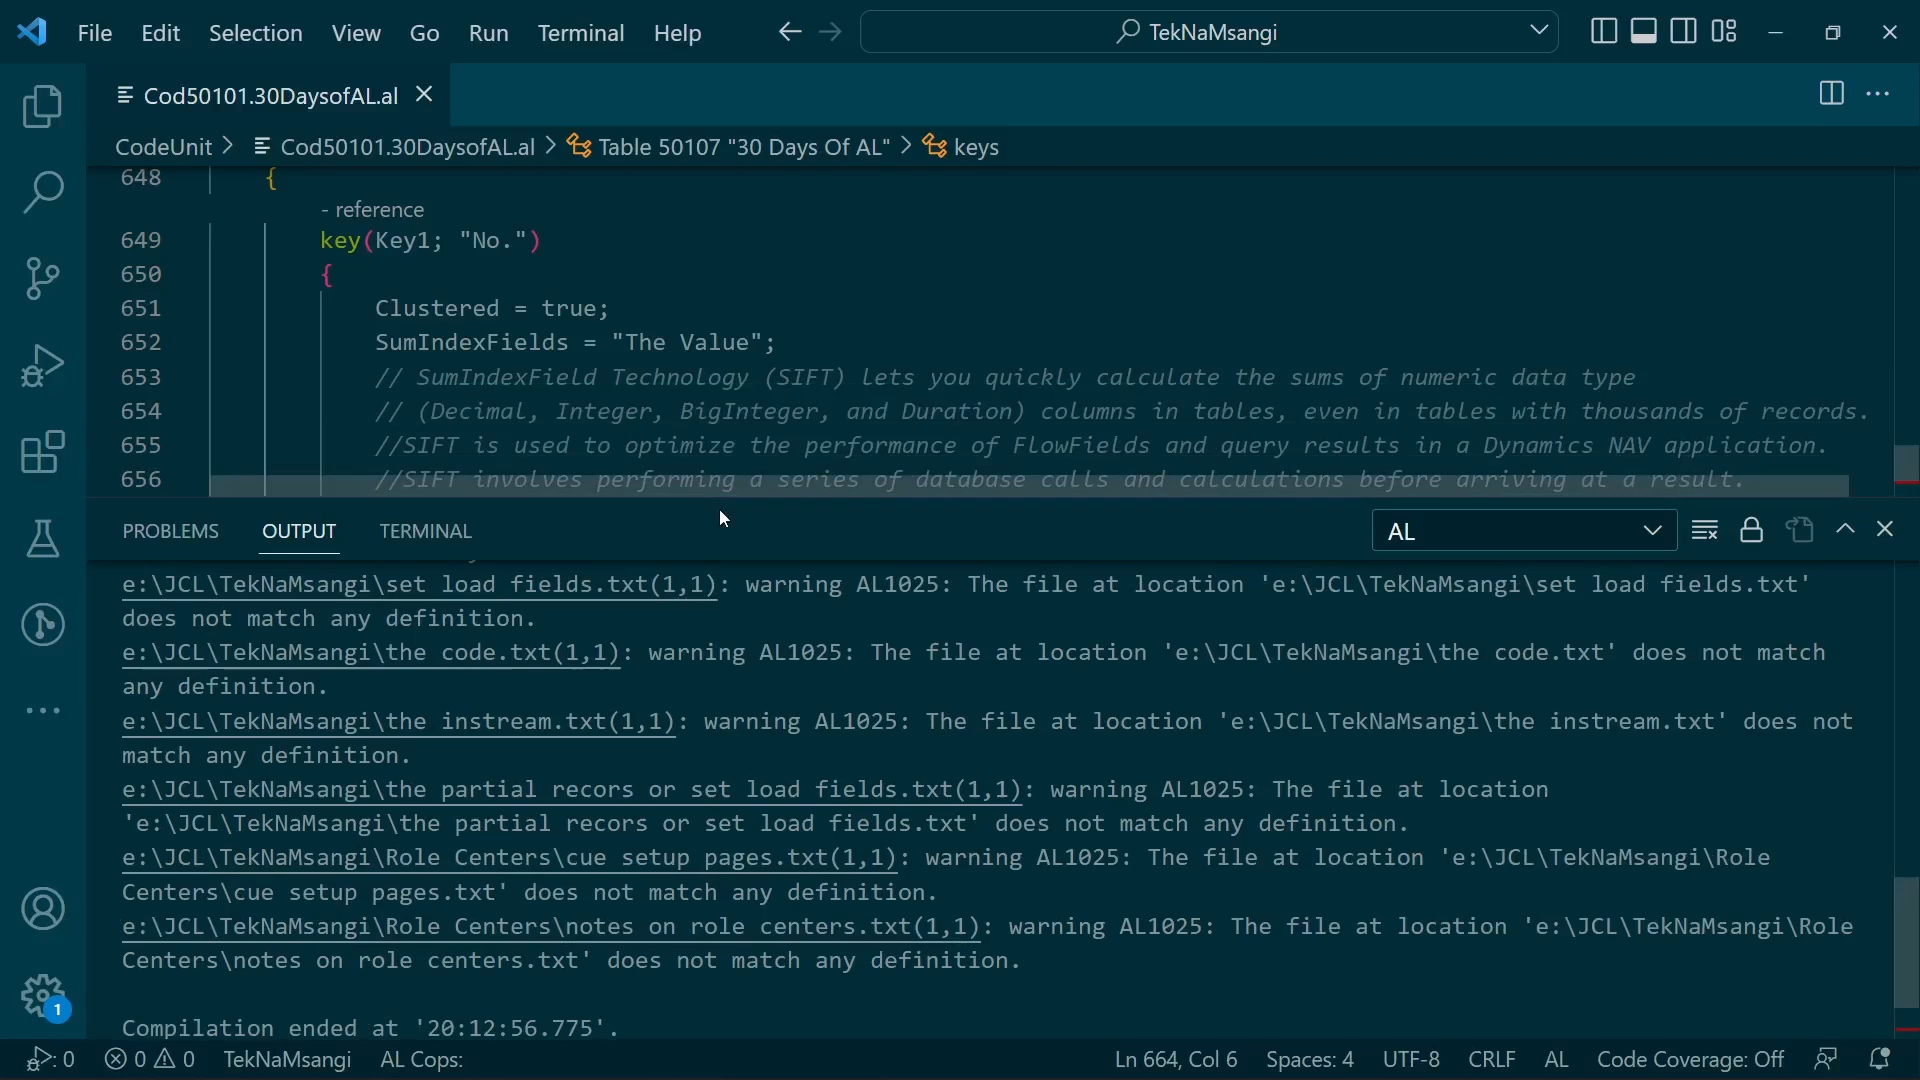 File Edit Selection View Go Run Terminal Help TekNaMsangi
Cod50101.30DaysofAL.al
CodeUnit > Cod50101.30DaysofAL.al > Table 50107 "30 Days Of AL" > keys
648 {
- reference
649 key(Key1; "No.")
650 {
651 Clustered = true;
652 SumIndexFields = "The Value";
653 // SumIndexField Technology (SIFT) lets you quickly calculate the sums of numeric data type
654 // (Decimal, Integer, BigInteger, and Duration) columns in tables, even in tables with thousands of records.
655 //SIFT is used to optimize the performance of FlowFields and query results in a Dynamics NAV application.
656 //SIFT involves performing a series of database calls and calculations before arriving at a result.
PROBLEMS OUTPUT TERMINAL AL
e:\JCL\TekNaMsangi\set load fields.txt(1,1): warning AL1025: The file at location 'e:\JCL\TekNaMsangi\set load fields.txt'
does not match any definition.
e:\JCL\TekNaMsangi\the code.txt(1,1): warning AL1025: The file at location 'e:\JCL\TekNaMsangi\the code.txt' does not match
any definition.
e:\JCL\TekNaMsangi\the instream.txt(1,1): warning AL1025: The file at location 'e:\JCL\TekNaMsangi\the instream.txt' does not
match any definition.
e:\JCL\TekNaMsangi\the partial recors or set load fields.txt(1,1): warning AL1025: The file at location
'e:\JCL\TekNaMsangi\the partial recors or set load fields.txt' does not match any definition.
e:\JCL\TekNaMsangi\Role Centers\cue setup pages.txt(1,1): warning AL1025: The file at location 'e:\JCL\TekNaMsangi\Role
Centers\cue setup pages.txt' does not match any definition.
e:\JCL\TekNaMsangi\Role Centers\notes on role centers.txt(1,1): warning AL1025: The file at location 'e:\JCL\TekNaMsangi\Role
Centers\notes on role centers.txt' does not match any definition.
Compilation ended at '20:12:56.775'.
1
: 0 0 0 TekNaMsangi AL Cops: Ln 664, Col 6 Spaces: 4 UTF-8 CRLF AL Code Coverage: Off